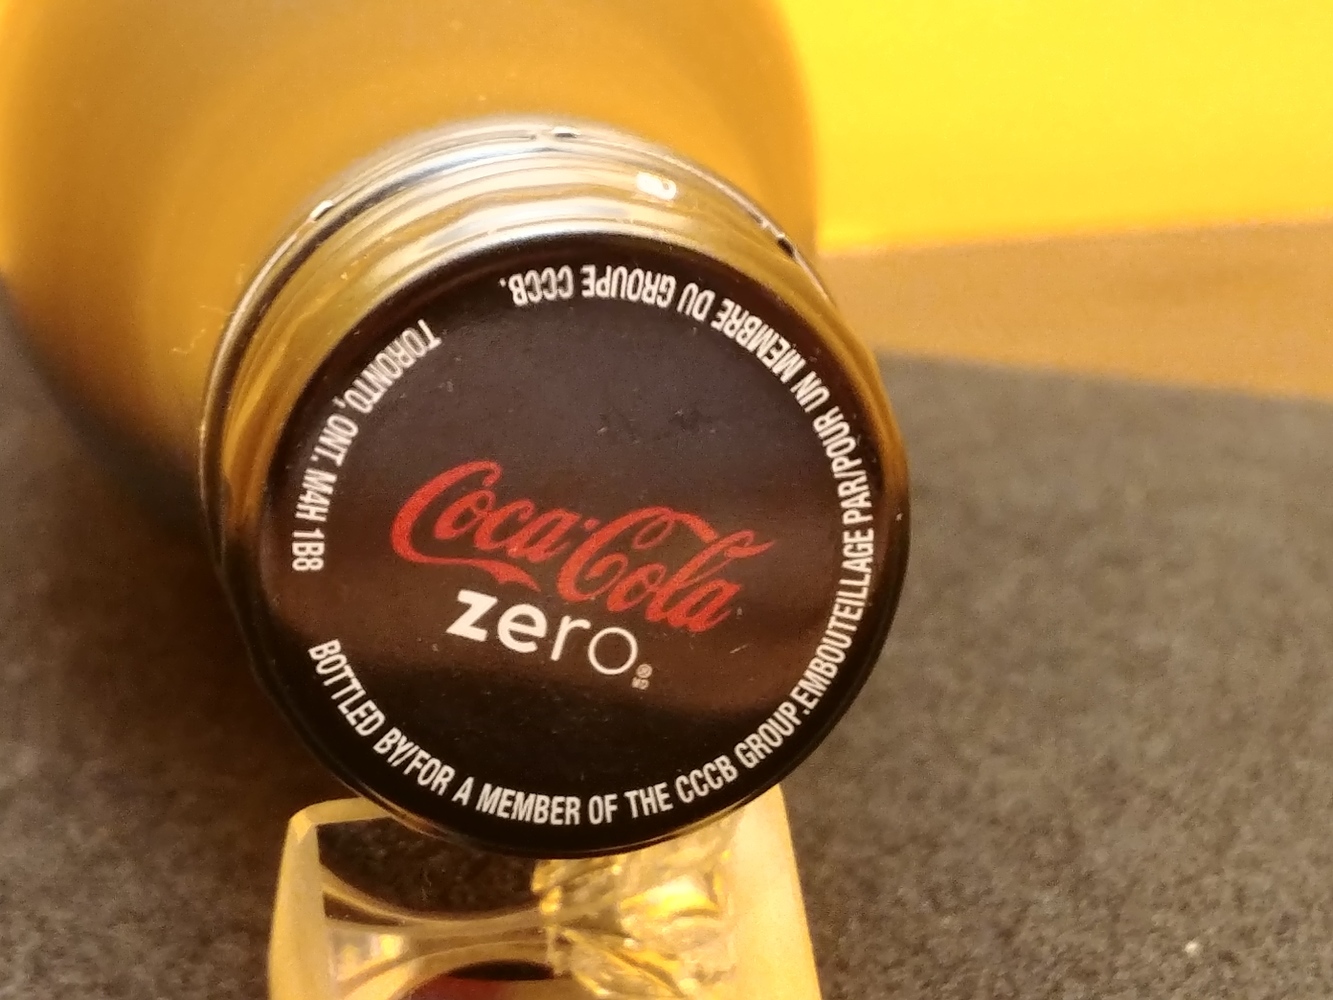 Coca-Cola
zero®
MD
BOTTLED BY/FOR A MEMBER OF THE CCCB GROUP.EMBOUTEILLAGE PAR/POUR UN MEMBRE DU GROUPE CCCB.
TORONTO, ONT. M4H 1B8